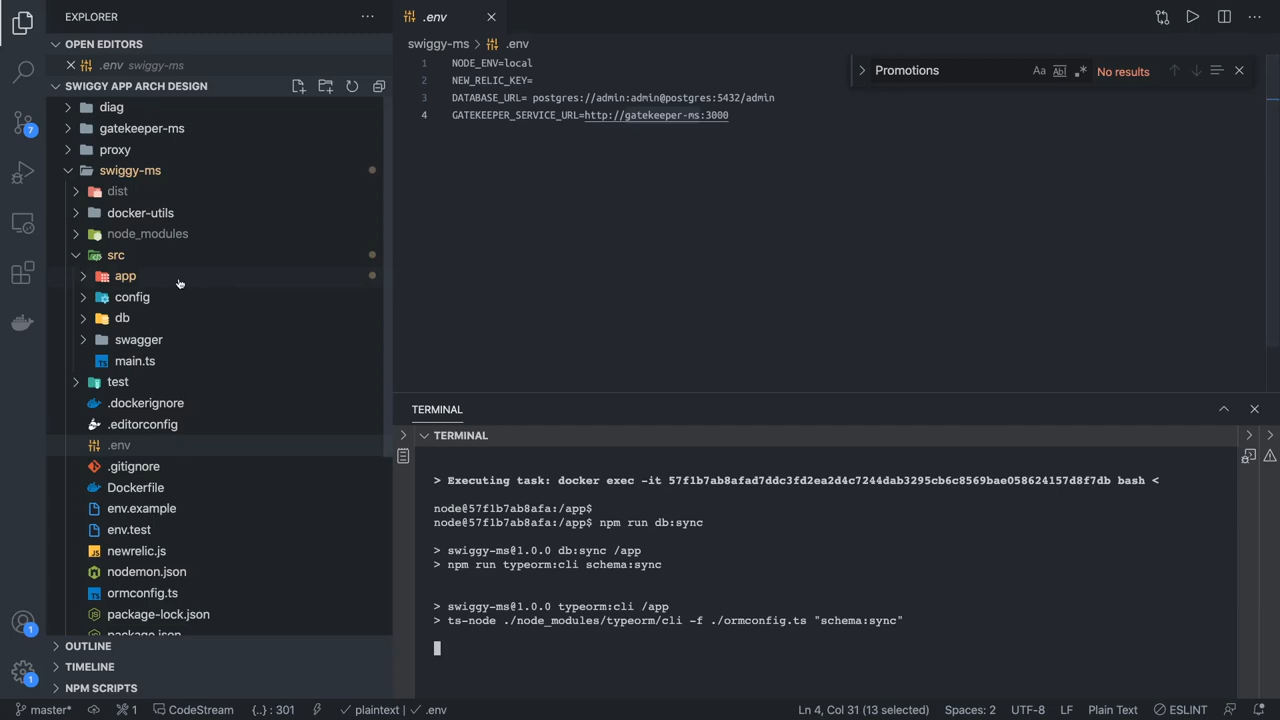 EXPLORER
OPEN EDITORS
.env swiggy-ms
SWIGGY APP ARCH DESIGN
diag
gatekeeper-ms
proxy
swiggy-ms
dist
docker-utils
node_modules
src
app
config
db
swagger
main.ts
test
.dockerignore
.editorconfig
.env
.gitignore
Dockerfile
env.example
env.test
newrelic.js
nodemon.json
ormconfig.ts
package-lock.json
package.json
OUTLINE
TIMELINE
NPM SCRIPTS
7
1
1
.env
swiggy-ms > .env
1 NODE_ENV=local
2 NEW_RELIC_KEY=
3 DATABASE_URL= postgres://admin:admin@postgres:5432/admin
4 GATEKEEPER_SERVICE_URL=http://gatekeeper-ms:3000
Promotions Aa Abl .* No results
TERMINAL
TERMINAL
> Executing task: docker exec -it 57f1b7ab8afad7ddc3fd2ea2d4c7244dab3295cb6c8569bae058624157d8f7db bash <
node@57f1b7ab8afa:/app$
node@57f1b7ab8afa:/app$ npm run db:sync
> swiggy-ms@1.0.0 db:sync /app
> npm run typeorm:cli schema:sync
> swiggy-ms@1.0.0 typeorm:cli /app
> ts-node ./node_modules/typeorm/cli -f ./ormconfig.ts "schema:sync"
master* 1 CodeStream {..} : 301 plaintext | .env Ln 4, Col 31 (13 selected) Spaces: 2 UTF-8 LF Plain Text ESLINT